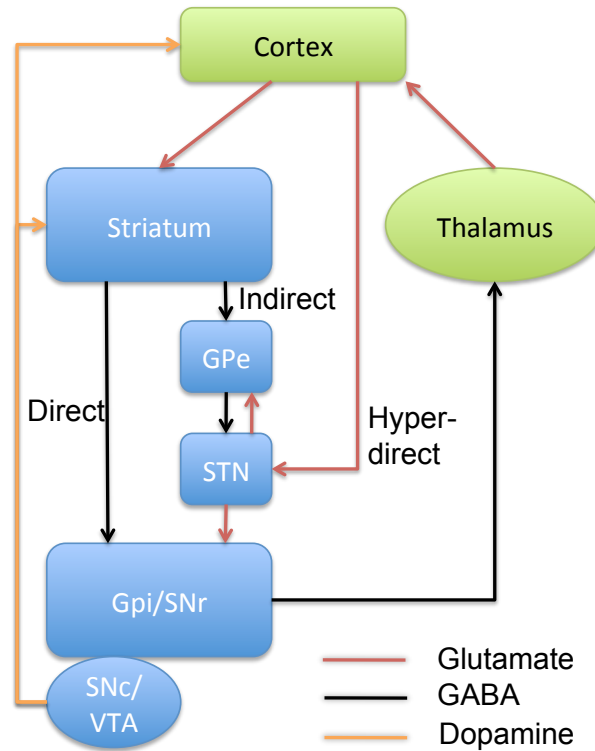 Cortex
Striatum
Thalamus
Indirect
GPe
Direct
Hyper-
direct
STN
Gpi/SNr
SNc/
VTA
Glutamate
GABA
Dopamine